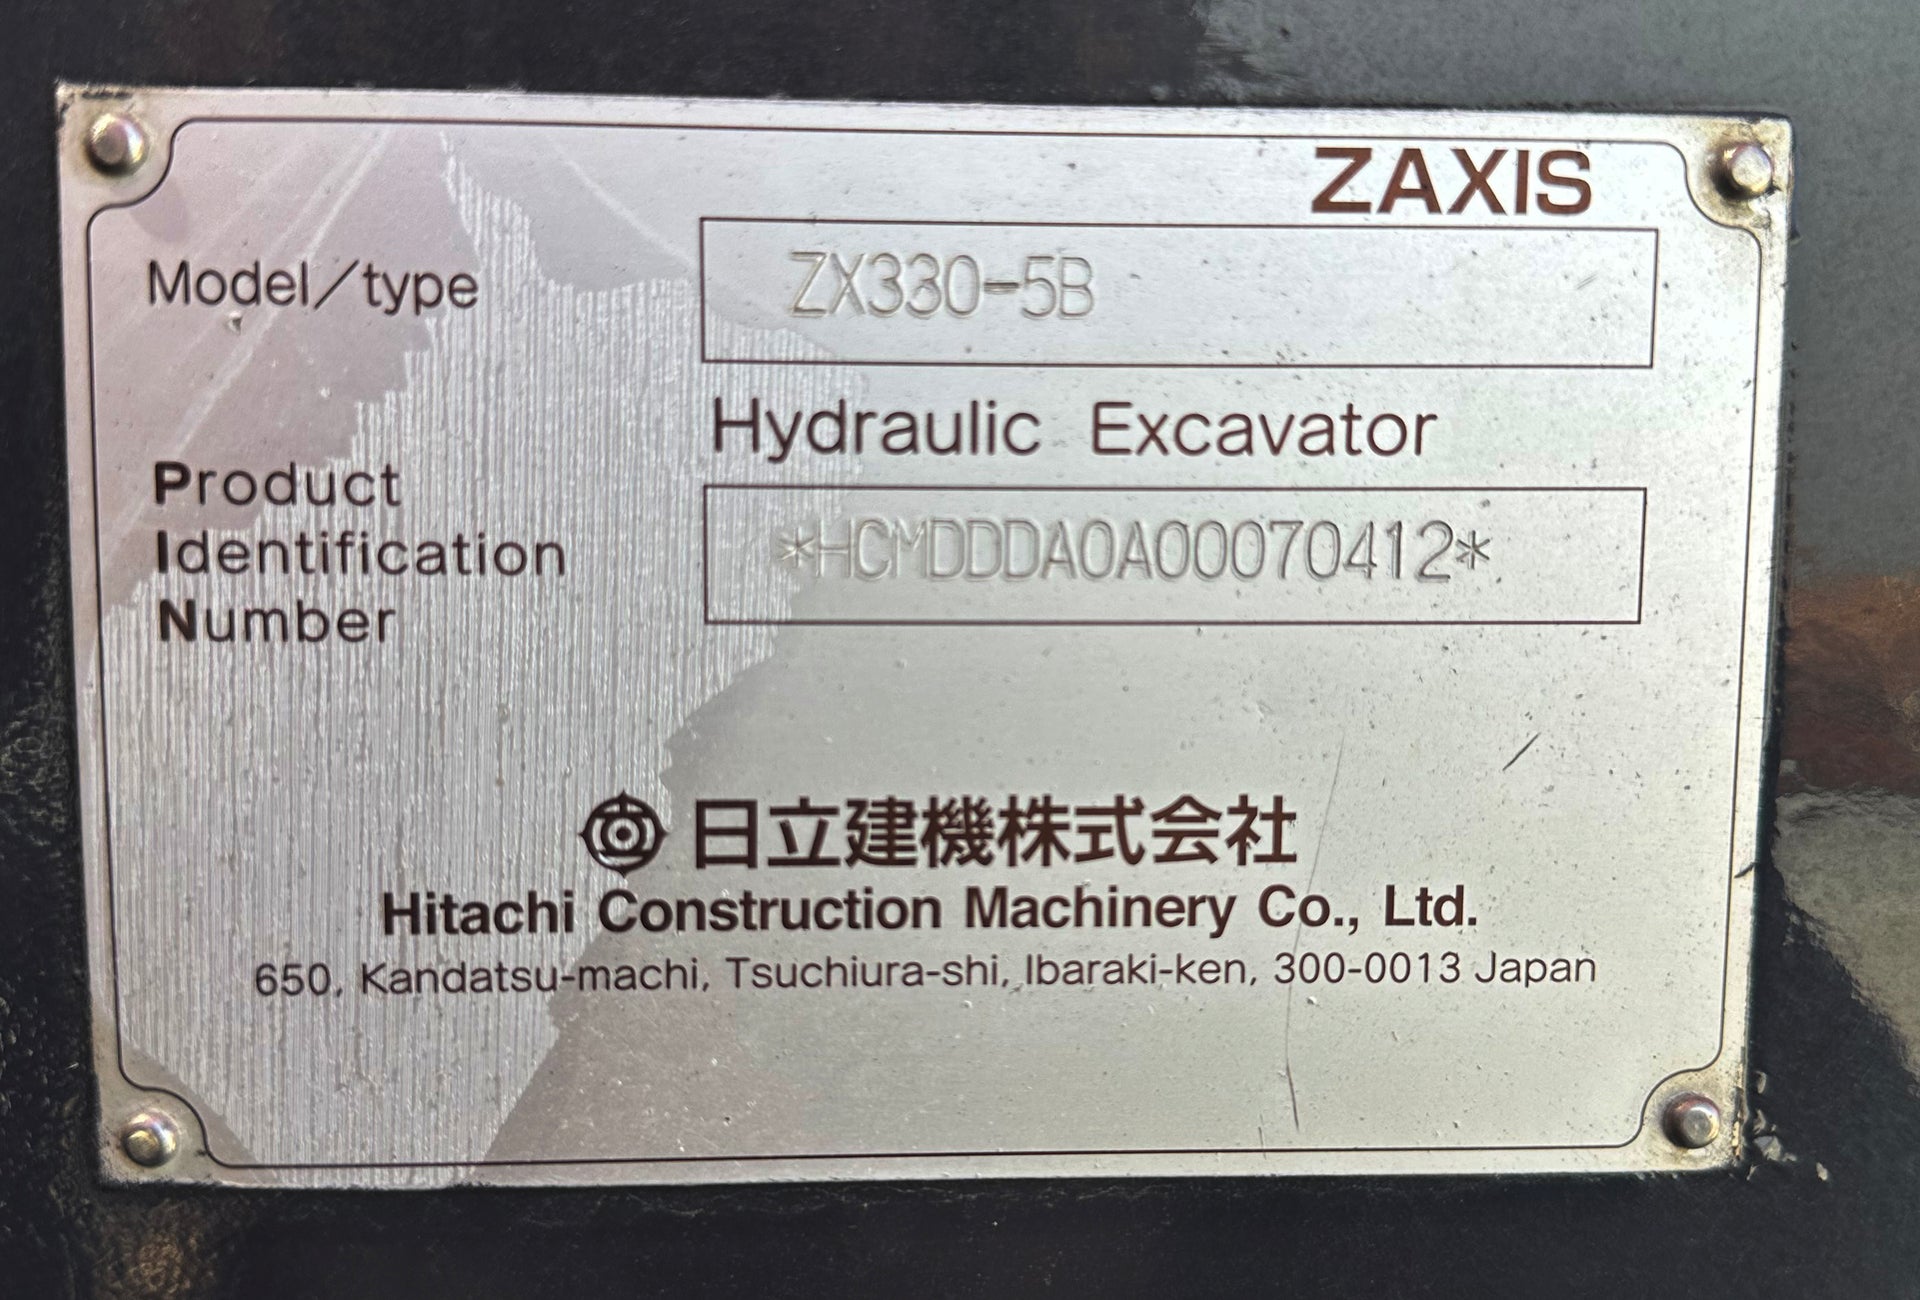 ZAXIS
Model/type ZX330-5B
Hydraulic Excavator
Product
Identification *HCMDDDA0A00070412*
Number
日立建機株式会社
Hitachi Construction Machinery Co., Ltd.
650, Kandatsu-machi, Tsuchiura-shi, Ibaraki-ken, 300-0013 Japan